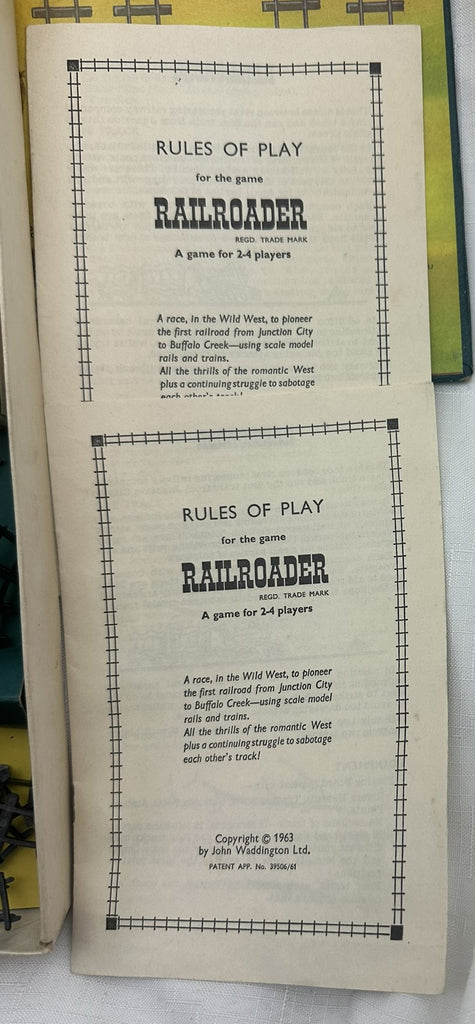 RULES OF PLAY
for the game
RAILROADER
REGD. TRADE MARK
A game for 2-4 players
A race, in the Wild West, to pioneer
the first railroad from Junction City
to Buffalo Creek—using scale model
rails and trains.
All the thrills of the romantic West
plus a continuing struggle to sabotage
each other's track!
RULES OF PLAY
for the game
RAILROADER
REGD. TRADE MARK
A game for 2-4 players
A race, in the Wild West, to pioneer
the first railroad from Junction City
to Buffalo Creek—using scale model
rails and trains.
All the thrills of the romantic West
plus a continuing struggle to sabotage
each other's track!
Copyright © 1963
by John Waddington Ltd.
PATENT APP. No. 39506/61